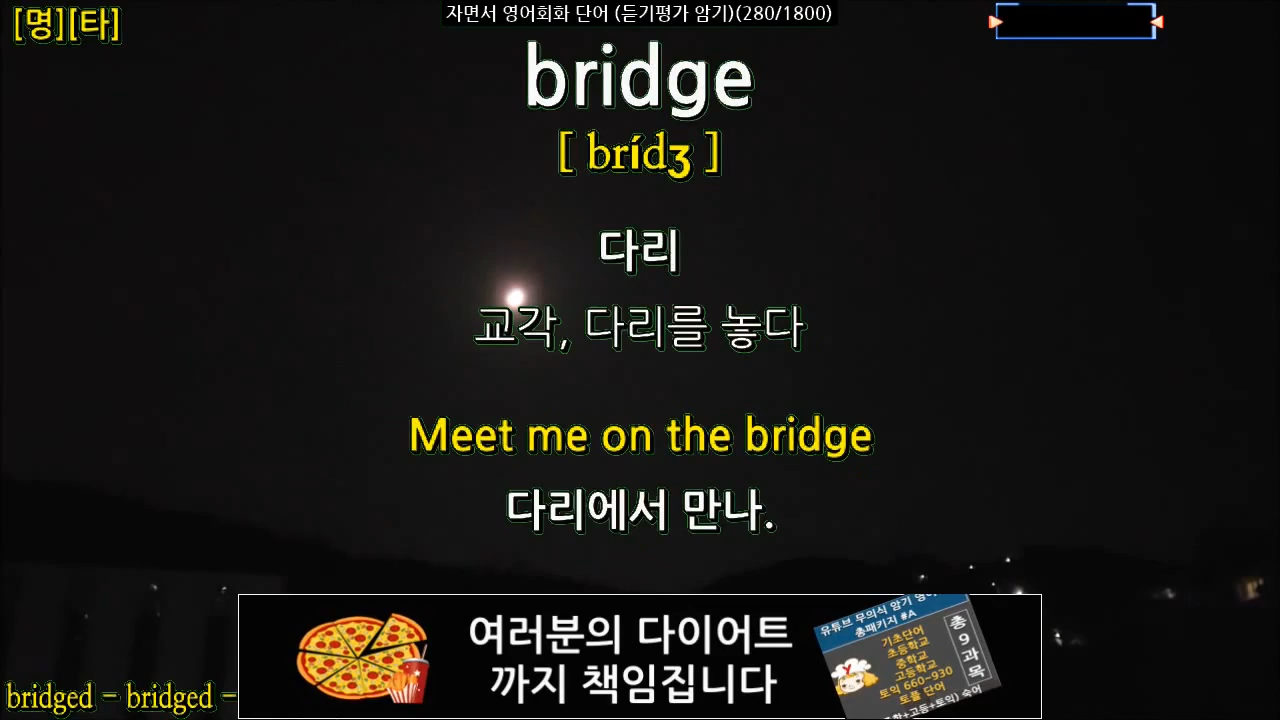 [명][타]
자면서 영어회화 단어 (듣기평가 암기)(280/1800)
bridge
[ brídʒ ]
다리
교각, 다리를 놓다
Meet me on the bridge
다리에서 만나.
여러분의 다이어트
까지 책임집니다
유튜브 무의식 암기
총패키지 #A
기초단어
초등학교
중학교
고등학교
토익 660~930
토플 단어
숙어
총9과목
bridged - bridged -